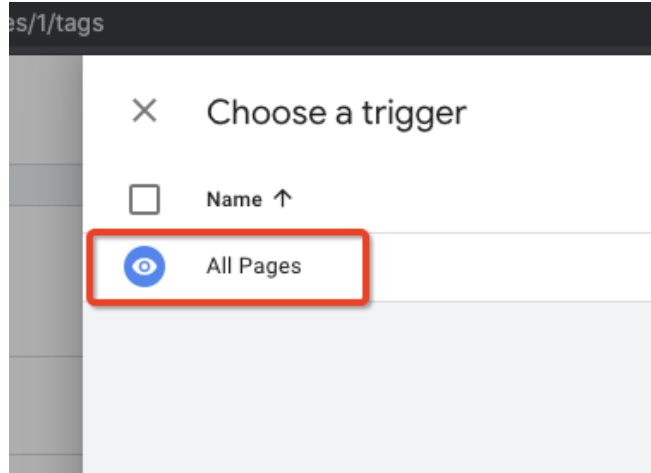 es/1/tags
Choose a trigger
Name ↑
All Pages